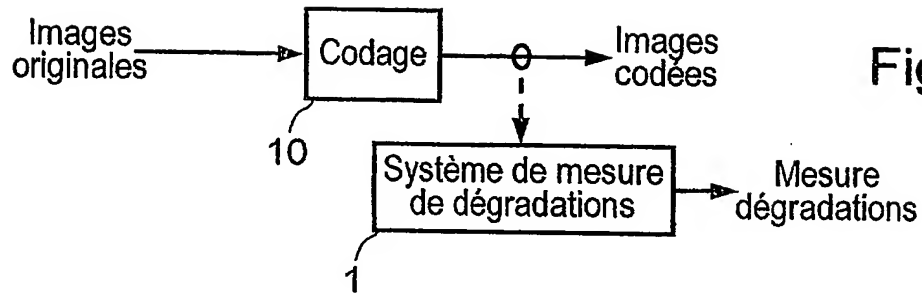 Images
originales
Codage
Images
codées
Fig
10
Système de mesure
de dégradations
Mesure
dégradations
1